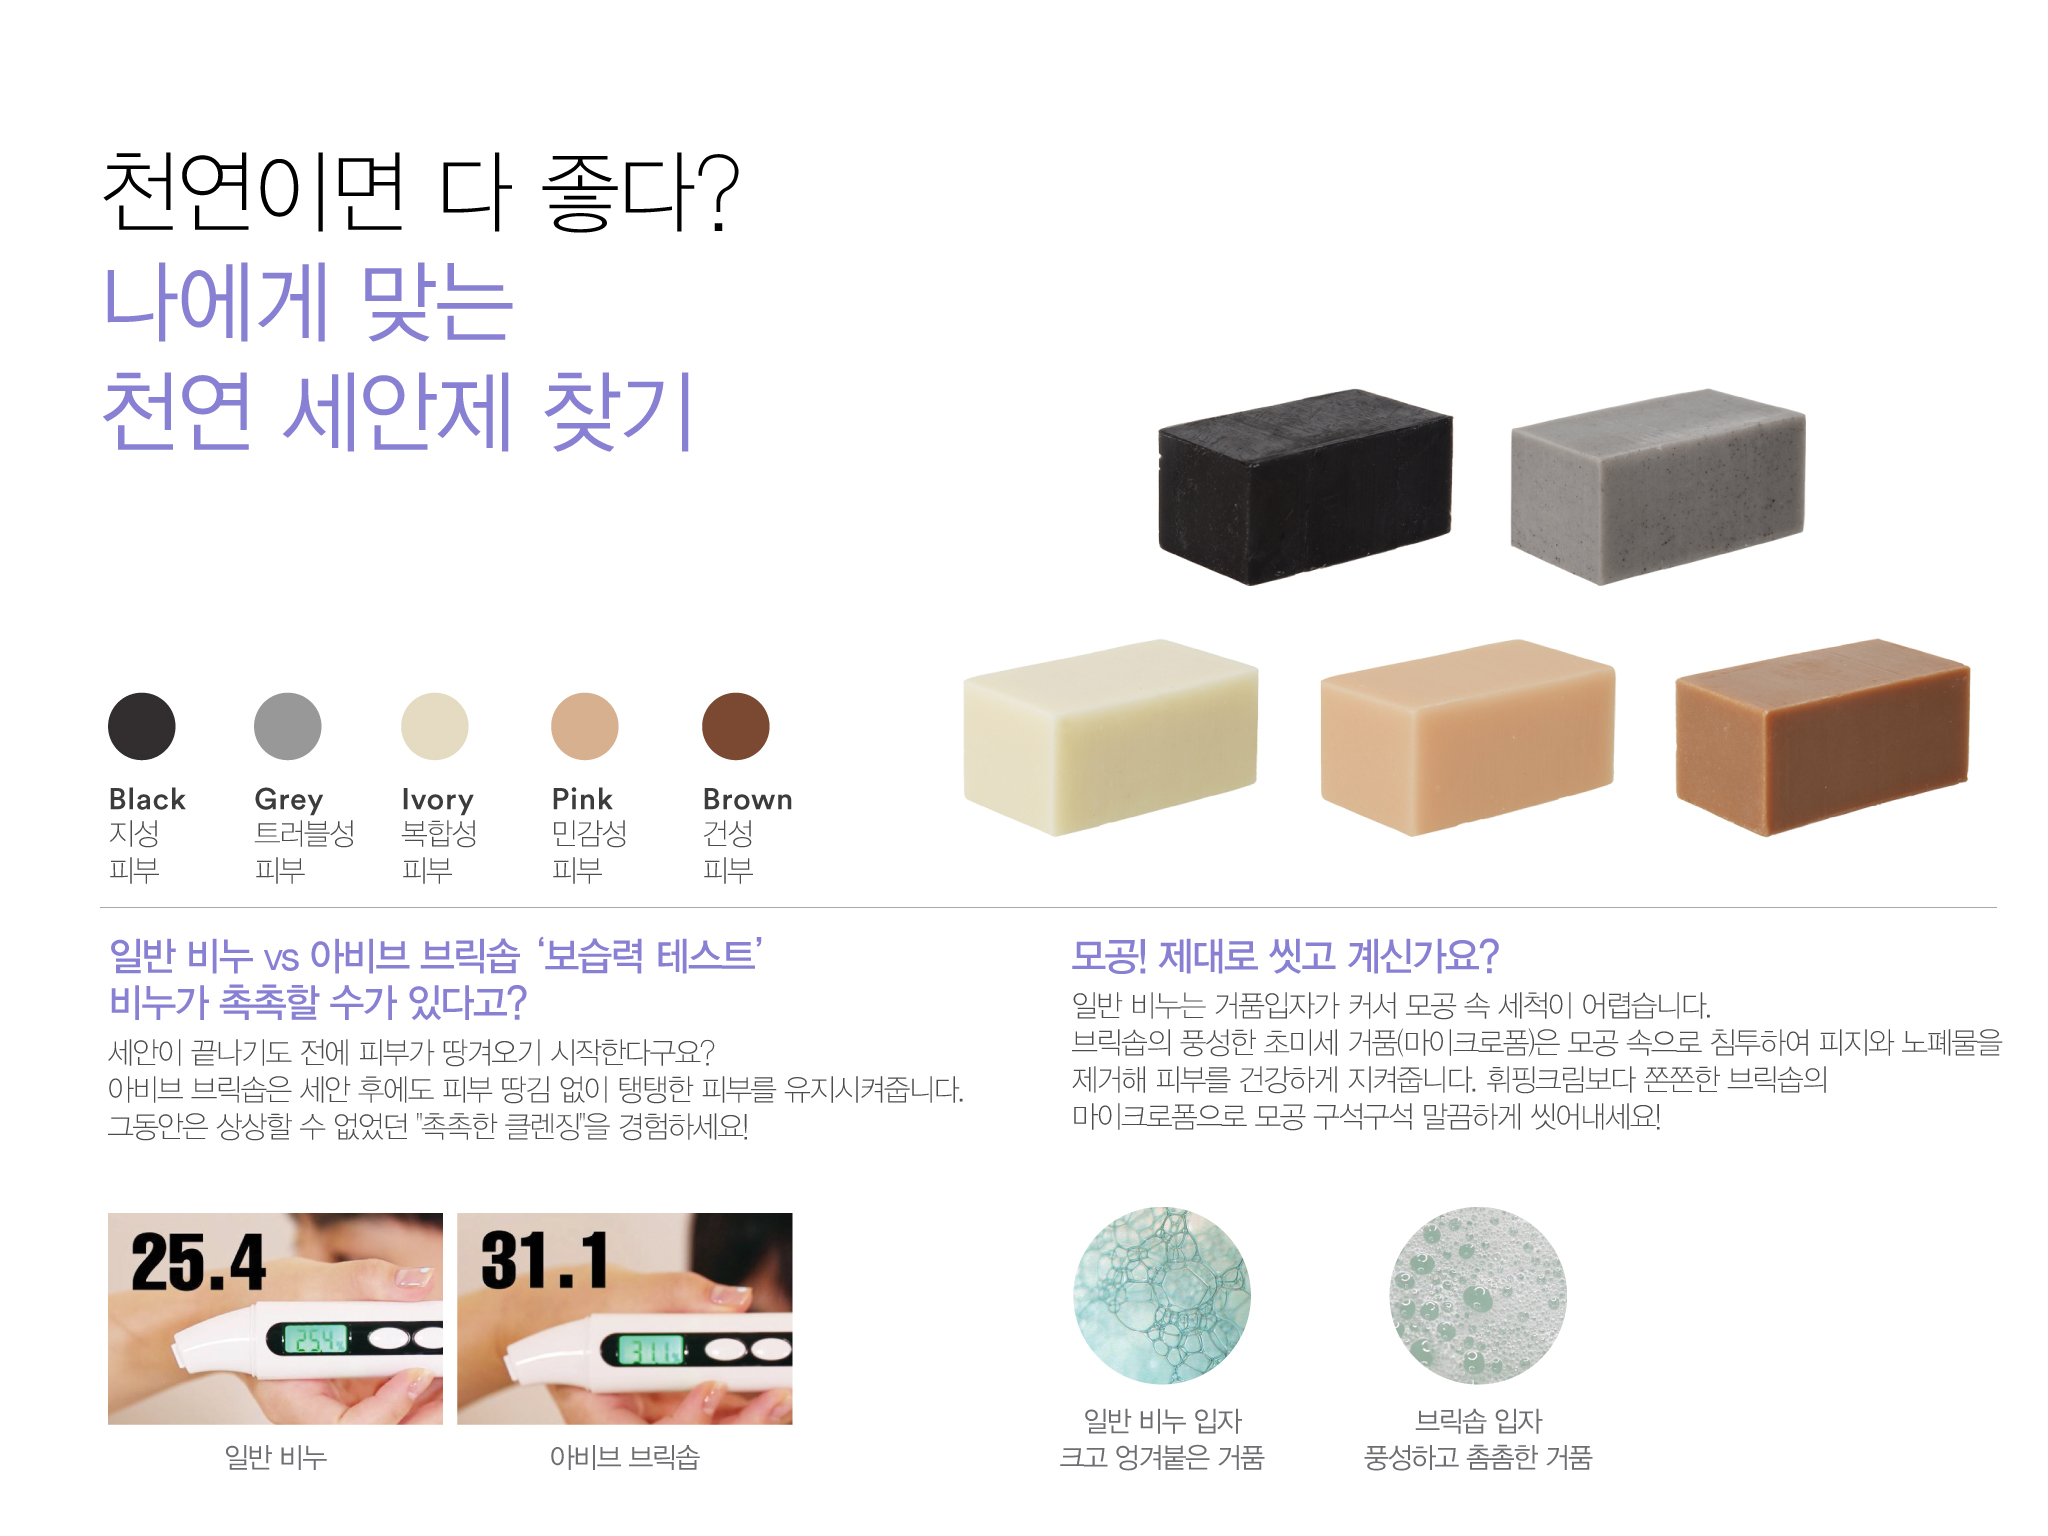 천연이면 다 좋다?
나에게 맞는
천연 세안제 찾기
Black
지성
피부
Grey
트러블성
피부
Ivory
복합성
피부
Pink
민감성
피부
Brown
건성
피부
일반 비누 vs 아비브 브릭솝 ‘보습력 테스트’
비누가 촉촉할 수가 있다고?
세안이 끝나기도 전에 피부가 땅겨오기 시작한다구요?
아비브 브릭솝은 세안 후에도 피부 땅김 없이 탱탱한 피부를 유지시켜줍니다.
그동안은 상상할 수 없었던 "촉촉한 클렌징"을 경험하세요!
25.4
25.4%
일반 비누
31.1
31.1%
아비브 브릭솝
모공! 제대로 씻고 계신가요?
일반 비누는 거품입자가 커서 모공 속 세척이 어렵습니다.
브릭솝의 풍성한 초미세 거품(마이크로폼)은 모공 속으로 침투하여 피지와 노폐물을
제거해 피부를 건강하게 지켜줍니다. 휘핑크림보다 쫀쫀한 브릭솝의
마이크로폼으로 모공 구석구석 말끔하게 씻어내세요!
일반 비누 입자
크고 엉겨붙은 거품
브릭솝 입자
풍성하고 촘촘한 거품